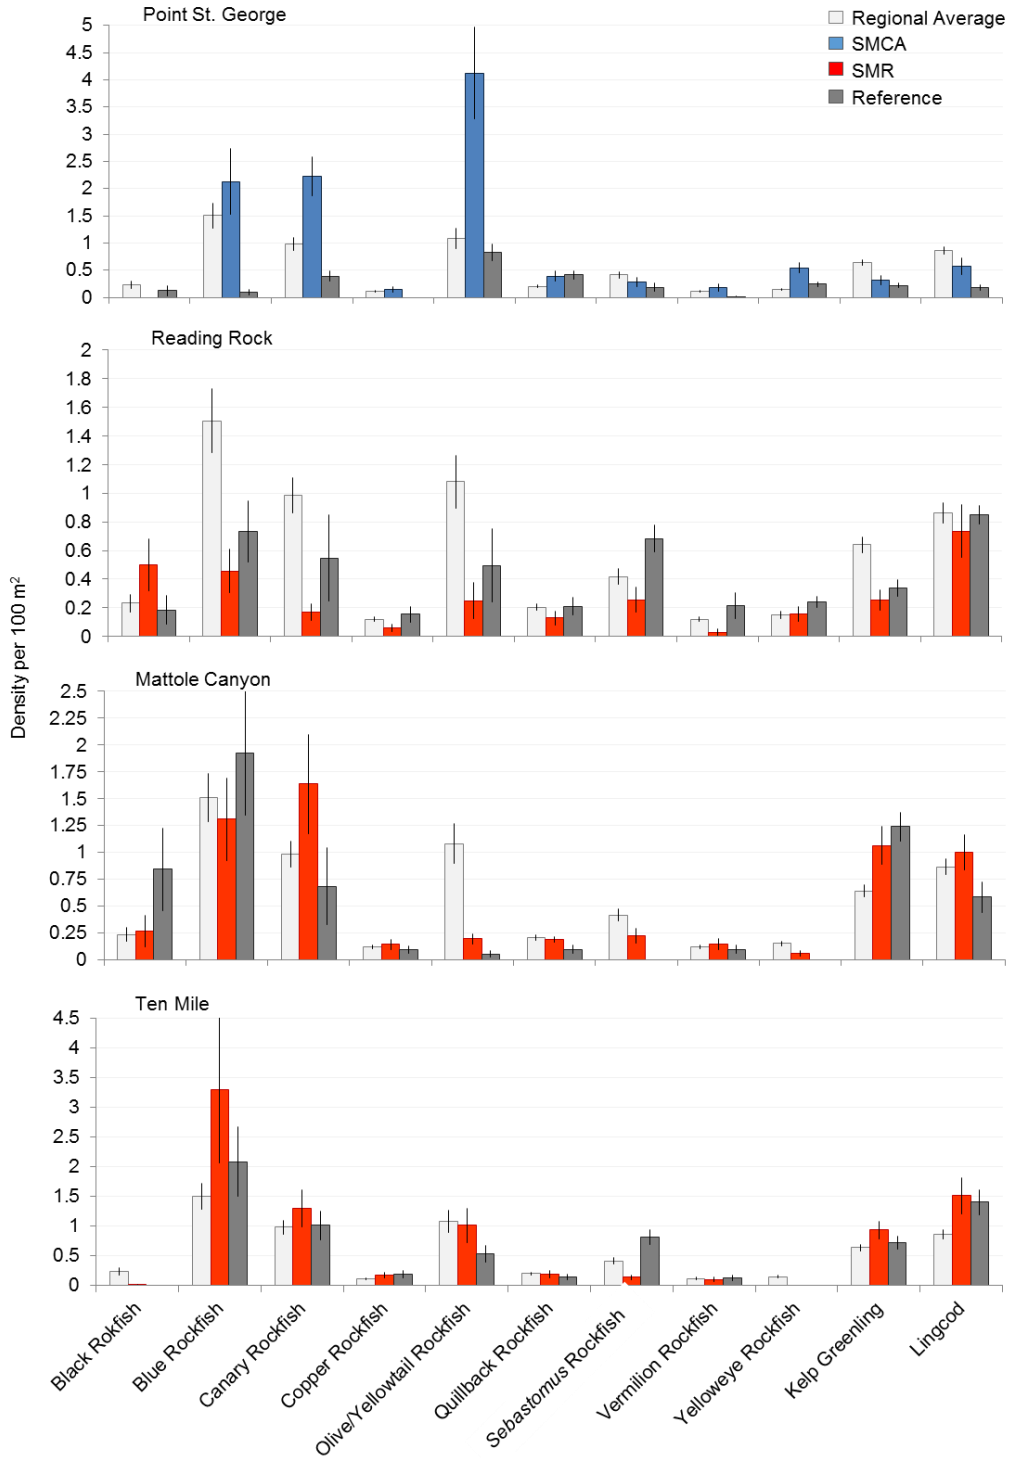 Point St. George
Regional Average
SMCA
SMR
Reference
5
4.5
4
3.5
3
2.5
2
1.5
1
0.5
0
Reading Rock
2
1.8
1.6
1.4
1.2
1
0.8
0.6
0.4
0.2
0
Density per 100 m²
Mattole Canyon
2.5
2.25
2
1.75
1.5
1.25
1
0.75
0.5
0.25
0
Ten Mile
4.5
4
3.5
3
2.5
2
1.5
1
0.5
0
Black Rokfish
Blue Rockfish
Canary Rockfish
Copper Rockfish
Olive/Yellowtail Rockfish
Quillback Rockfish
Sebastomus Rockfish
Vermilion Rockfish
Yelloweye Rockfish
Kelp Greenling
Lingcod